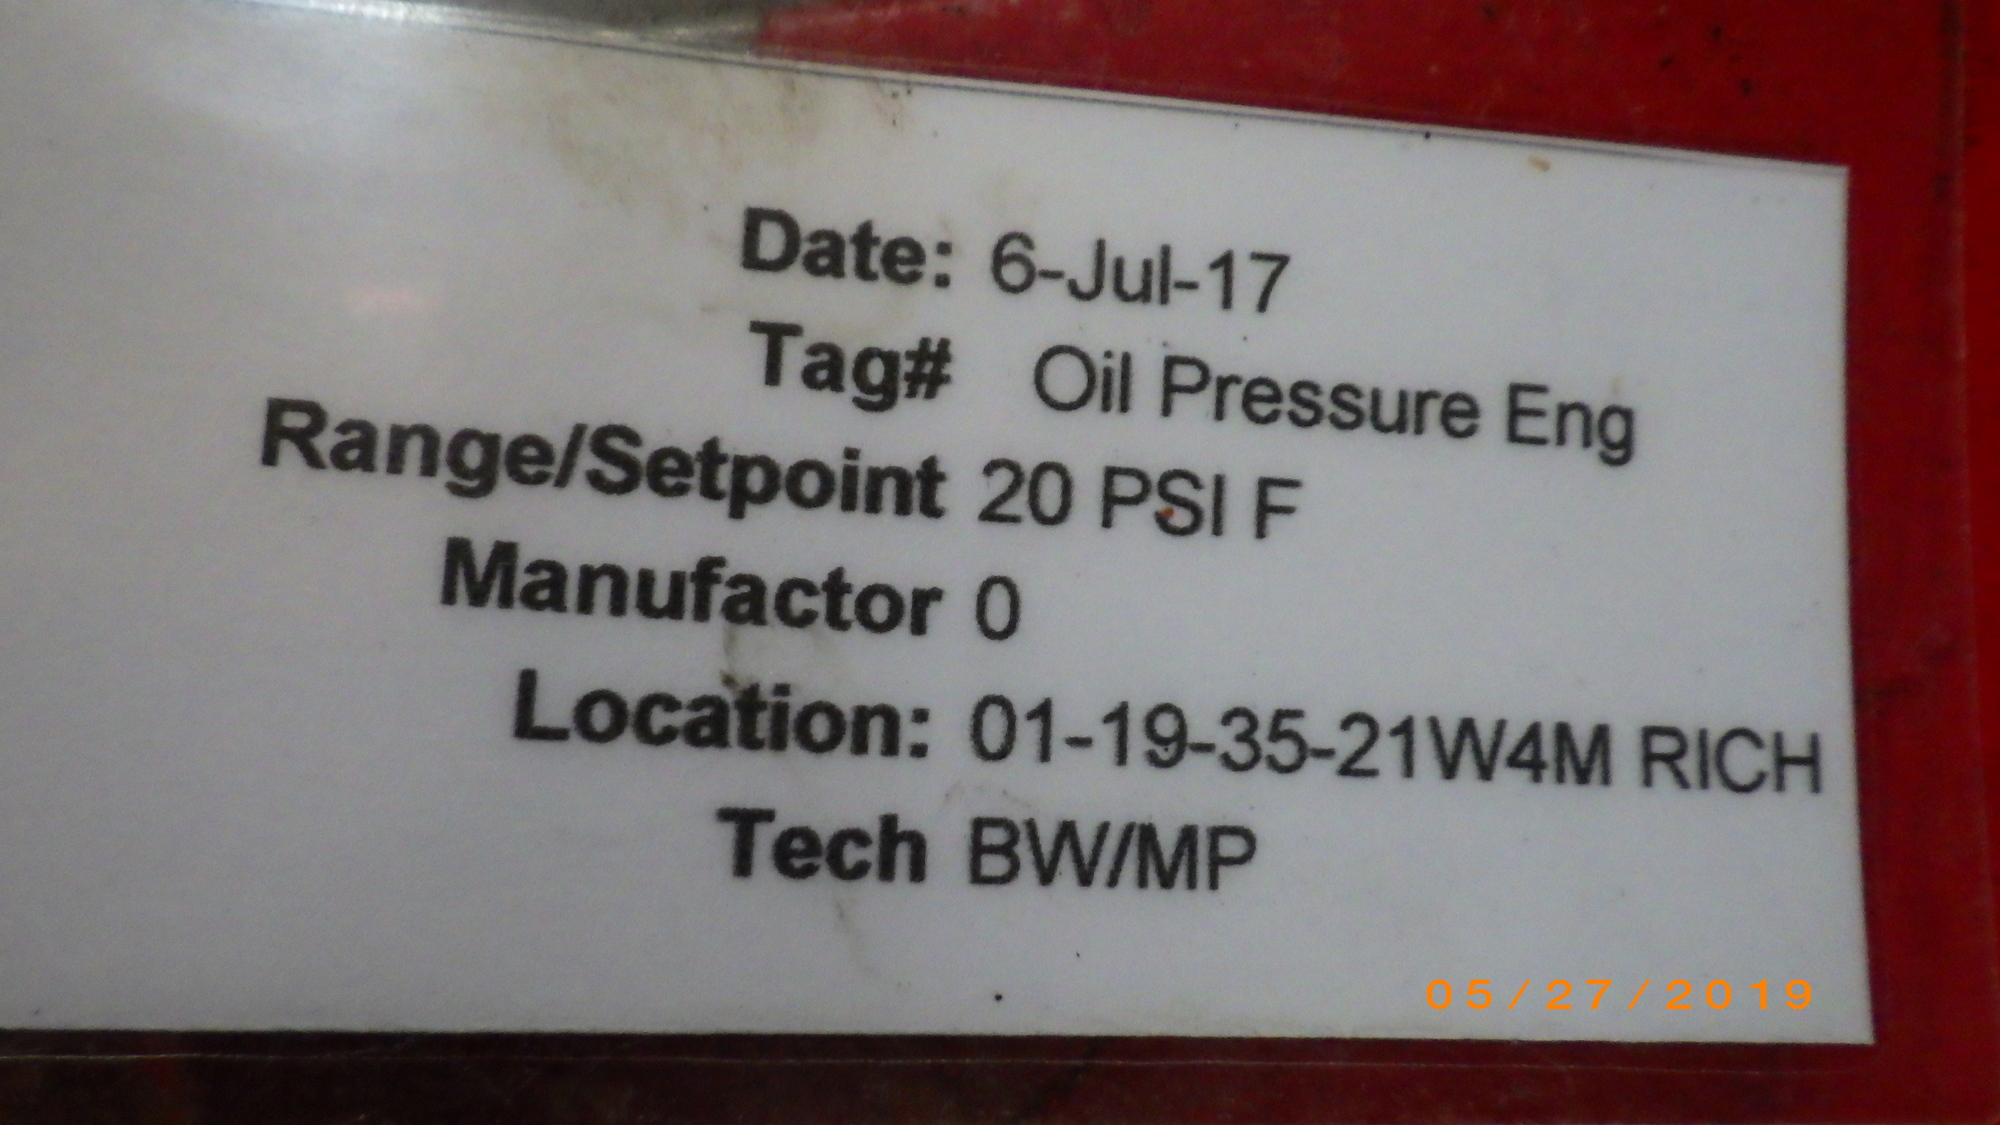 Date: 6-Jul-17
Tag# Oil Pressure Eng
Range/Setpoint 20 PSI F
Manufactor 0
Location: 01-19-35-21W4M RICH
Tech BW/MP
05/27/2019